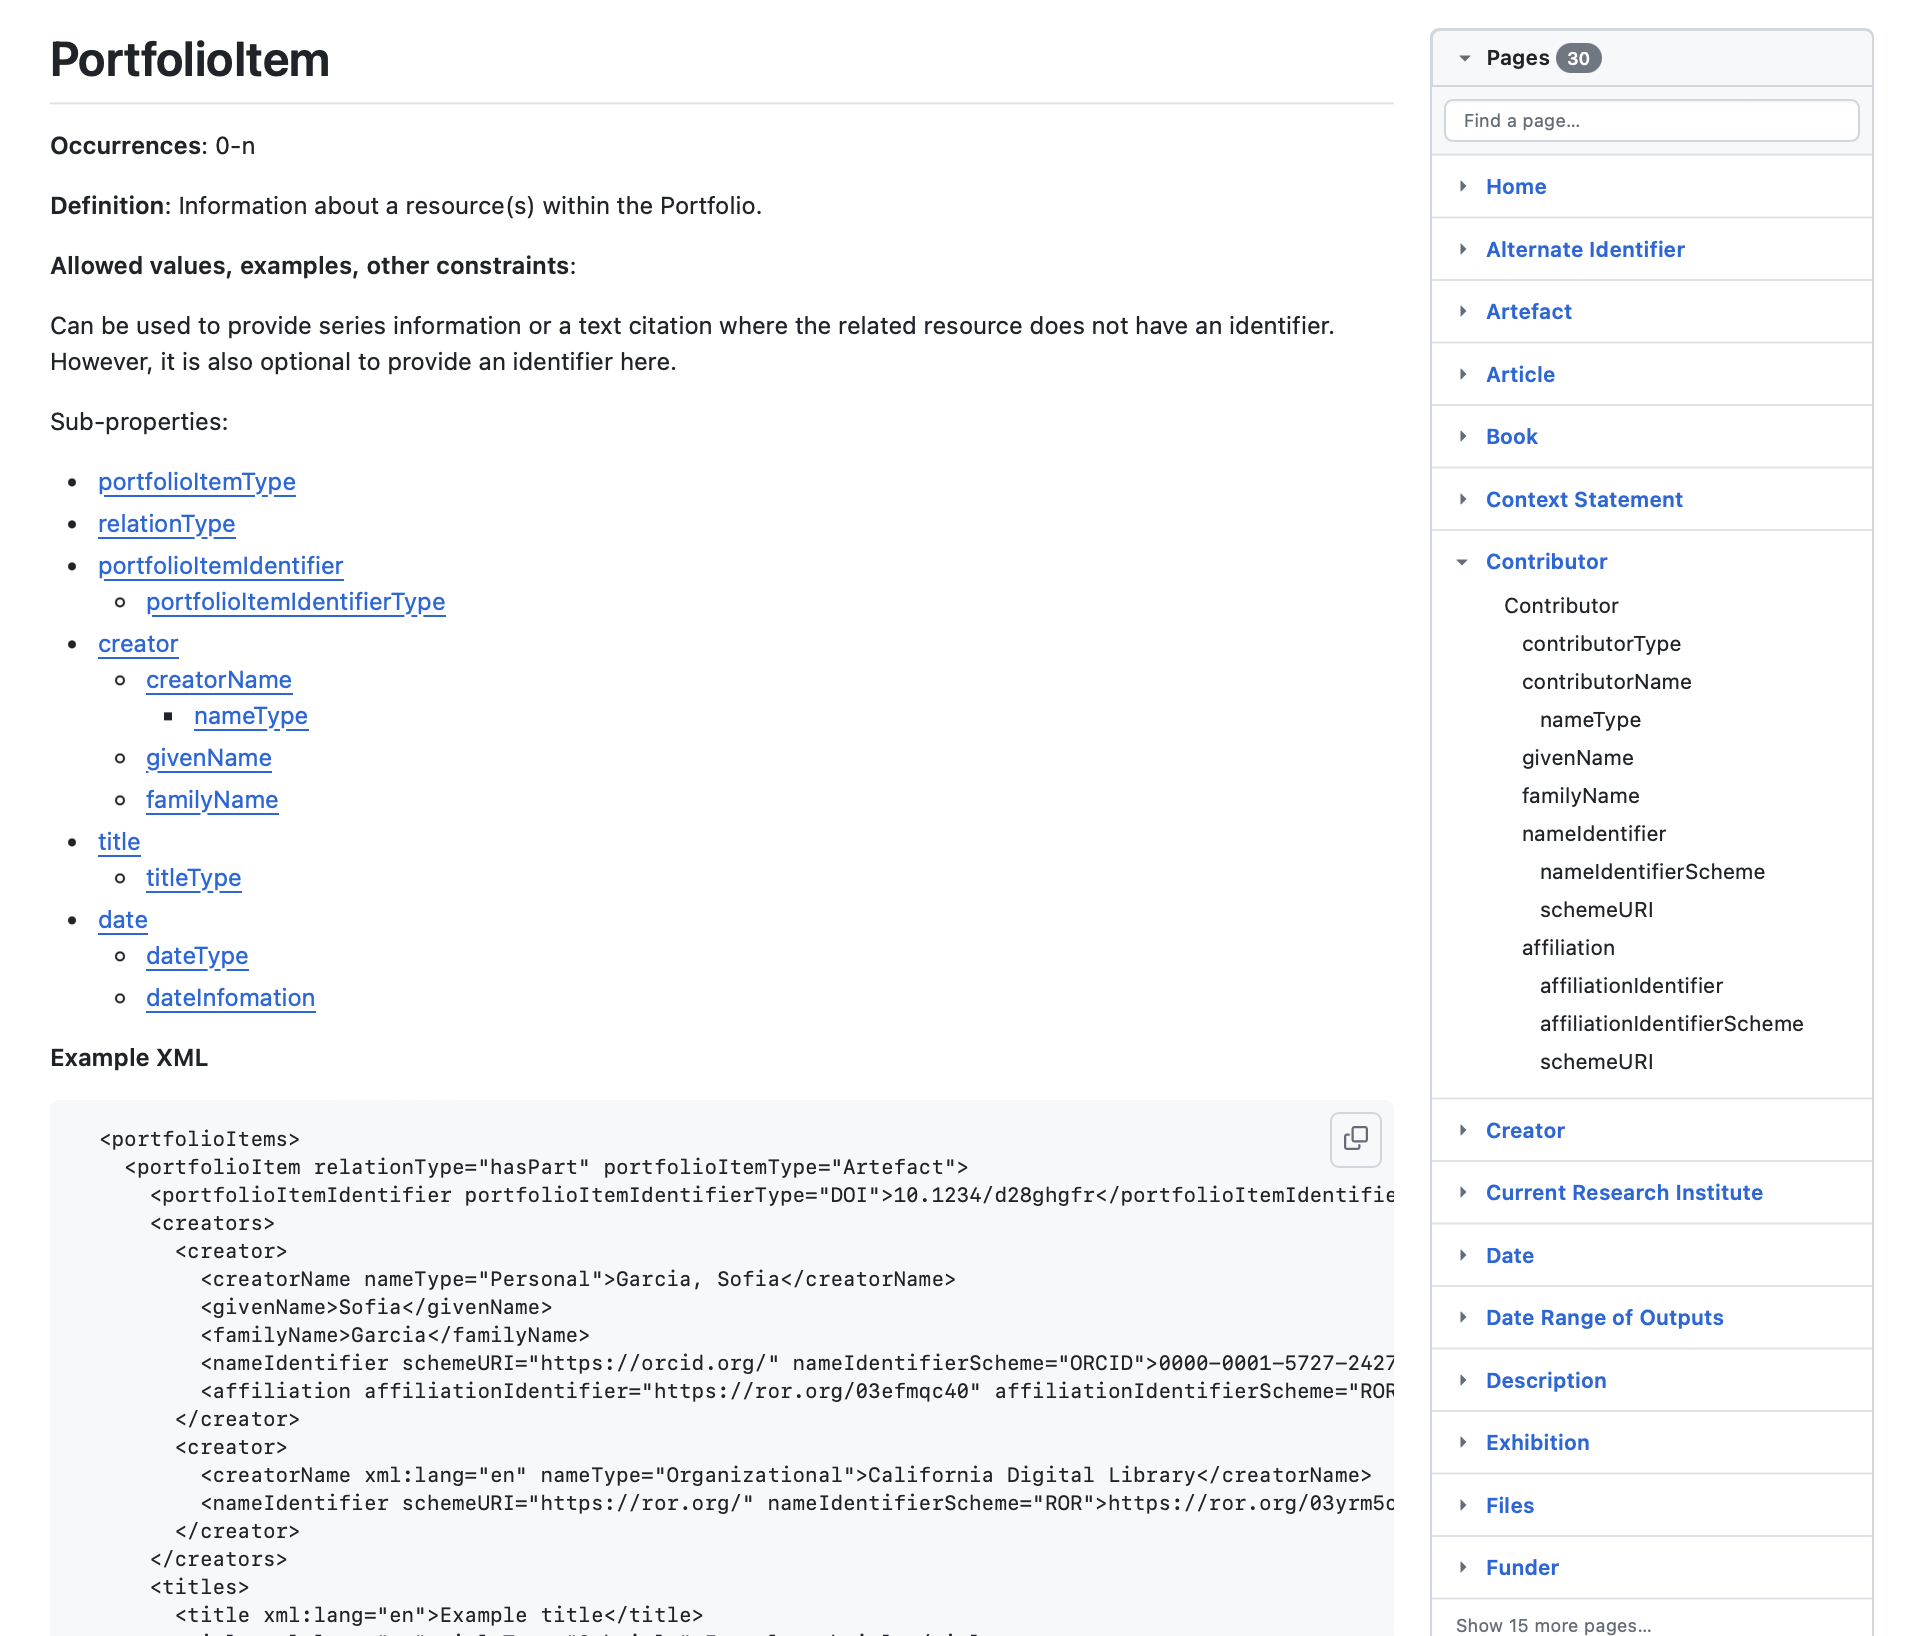 PortfolioItem
Occurrences: 0-n
Definition: Information about a resource(s) within the Portfolio.
Allowed values, examples, other constraints:
Can be used to provide series information or a text citation where the related resource does not have an identifier.
However, it is also optional to provide an identifier here.
Sub-properties:
portfolioItemType
relationType
portfolioItemIdentifier
portfolioItemIdentifierType
creator
creatorName
nameType
givenName
familyName
title
titleType
date
dateType
dateInfomation
Example XML
<portfolioItems>
<portfolioItem relationType="hasPart" portfolioItemType="Artefact">
<portfolioItemIdentifier portfolioItemIdentifierType="DOI">10.1234/d28ghgfr</portfolioItemIdentifie
<creators>
<creator>
<creatorName nameType="Personal">Garcia, Sofia</creatorName>
<givenName>Sofia</givenName>
<familyName>Garcia</familyName>
<nameIdentifier schemeURI="https://orcid.org/" nameIdentifierScheme="ORCID">0000-0001-5727-2427
<affiliation affiliationIdentifier="https://ror.org/03efmqc40" affiliationIdentifierScheme="ROR
</creator>
<creator>
<creatorName xml:lang="en" nameType="Organizational">California Digital Library</creatorName>
<nameIdentifier schemeURI="https://ror.org/" nameIdentifierScheme="ROR">https://ror.org/03yrm5c
</creator>
</creators>
<titles>
<title xml:lang="en">Example title</title>
Pages 30
Find a page...
Home
Alternate Identifier
Artefact
Article
Book
Context Statement
Contributor
Contributor
contributorType
contributorName
nameType
givenName
familyName
nameIdentifier
nameIdentifierScheme
schemeURI
affiliation
affiliationIdentifier
affiliationIdentifierScheme
schemeURI
Creator
Current Research Institute
Date
Date Range of Outputs
Description
Exhibition
Files
Funder
Show 15 more pages...